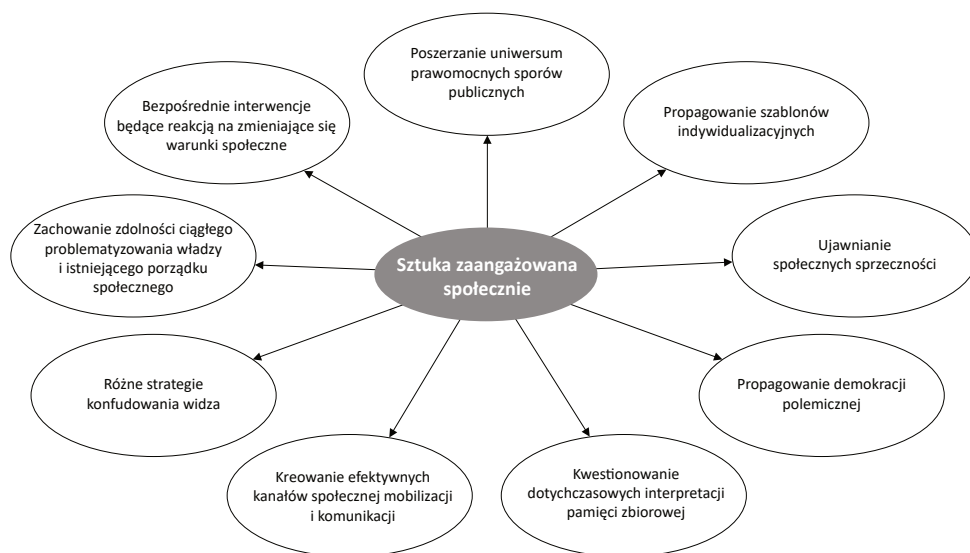 Poszerzanie uniwersum
prawomocnych sporów
publicznych
Bezpośrednie interwencje
będące reakcją na zmieniające się
warunki społeczne
Propagowanie szablonów
indywidualizacyjnych
Zachowanie zdolności ciągłego
problematyzowania władzy
i istniejącego porządku
społecznego
Sztuka zaangażowana
społecznie
Ujawnianie
społecznych sprzeczności
Różne strategie
konfudowania widza
Propagowanie demokracji
polemicznej
Kreowanie efektywnych
kanałów społecznej mobilizacji
i komunikacji
Kwestionowanie
dotychczasowych interpretacji
pamięci zbiorowej